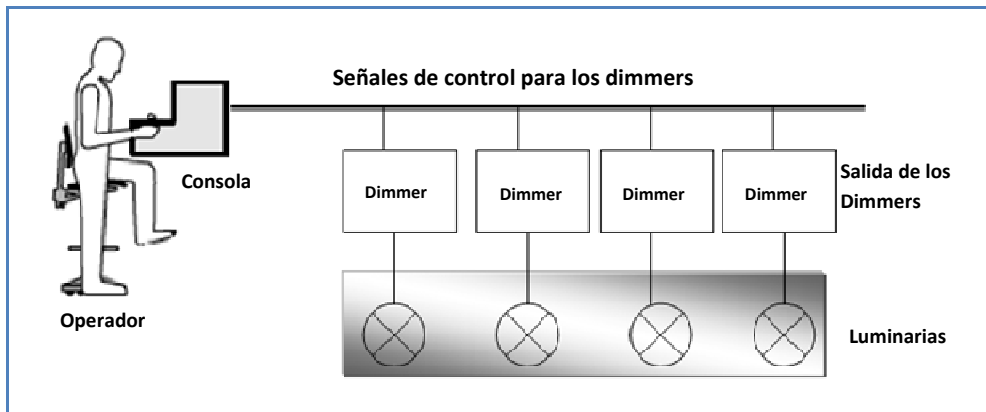 Señales de control para los dimmers
Consola
Dimmer
Dimmer
Dimmer
Dimmer
Salida de los
Dimmers
Operador
Luminarias